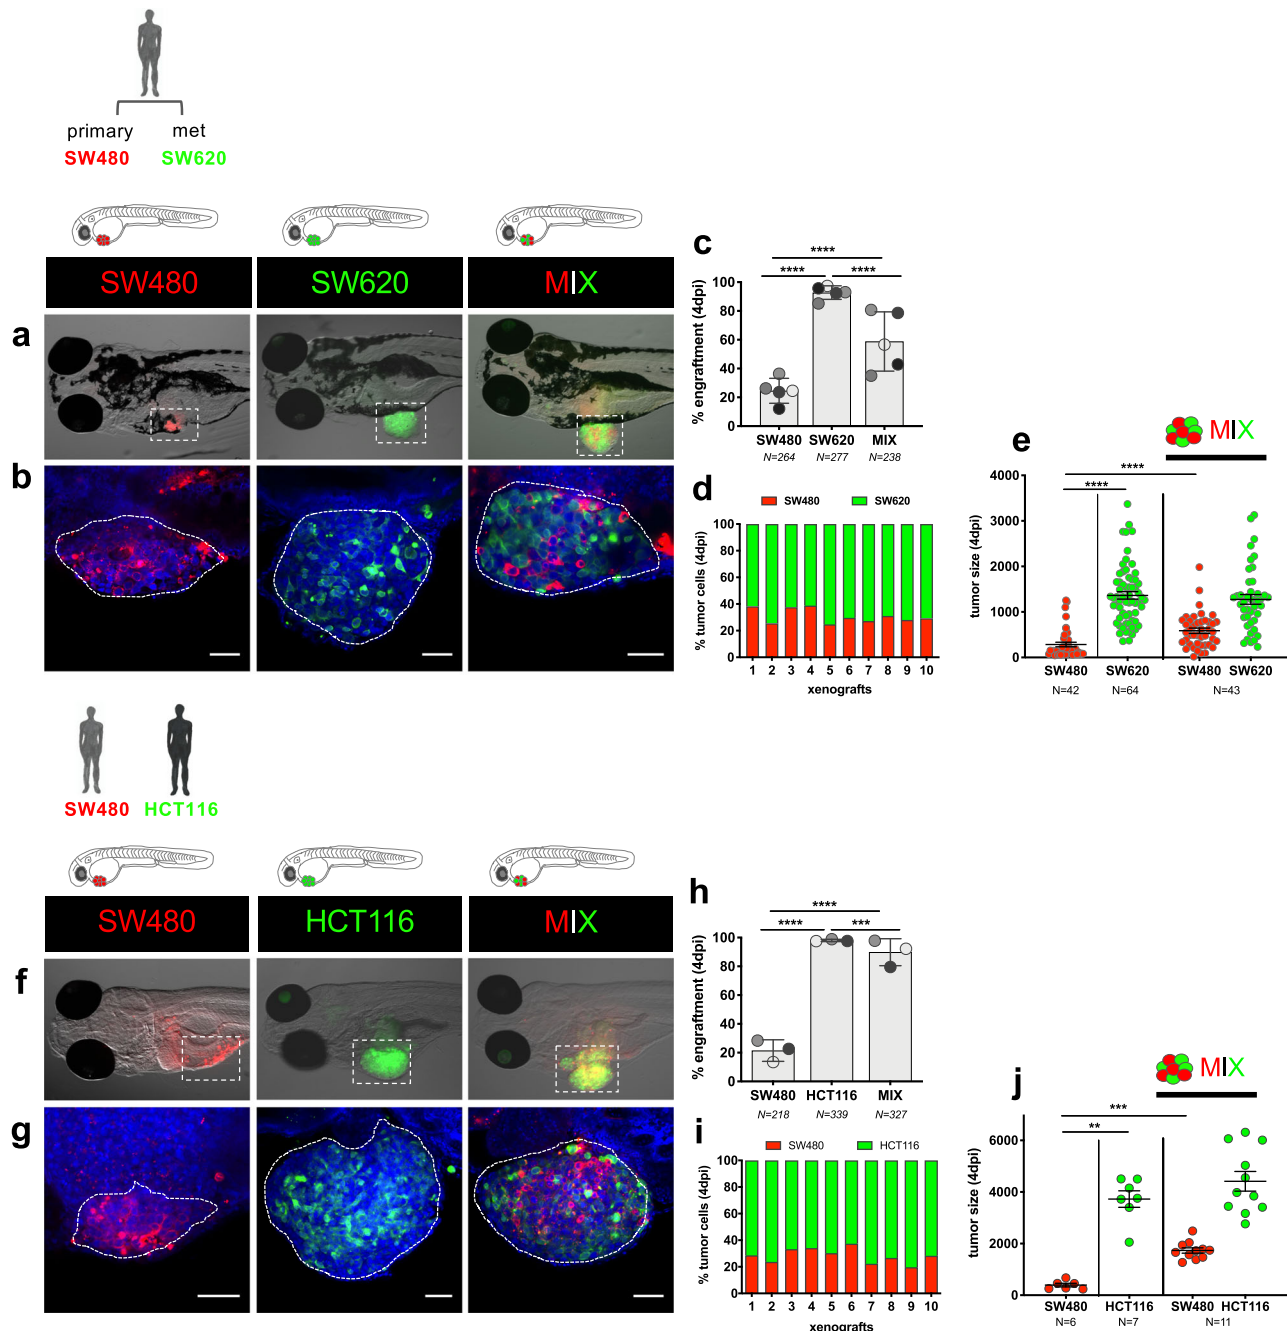 primary met
SW480 SW620
SW480 SW620 MIX
a
b
c
% engraftment (4dpi)
100
80
60
40
20
0
****
**** ****
SW480 SW620 MIX
N=264 N=277 N=238
d
SW480 SW620
% tumor cells (4dpi)
100
80
60
40
20
0
1 2 3 4 5 6 7 8 9 10
xenografts
e
MIX
tumor size (4dpi)
4000
3000
2000
1000
0
****
****
SW480 SW620 SW480 SW620
N=42 N=64 N=43
SW480 HCT116
SW480 HCT116 MIX
f
g
h
% engraftment (4dpi)
100
80
60
40
20
0
****
**** ***
SW480 HCT116 MIX
N=218 N=339 N=327
i
SW480 HCT116
% tumor cells (4dpi)
100
80
60
40
20
0
1 2 3 4 5 6 7 8 9 10
xenografts
j
MIX
tumor size (4dpi)
6000
4000
2000
0
***
**
SW480 HCT116 SW480 HCT116
N=6 N=7 N=11